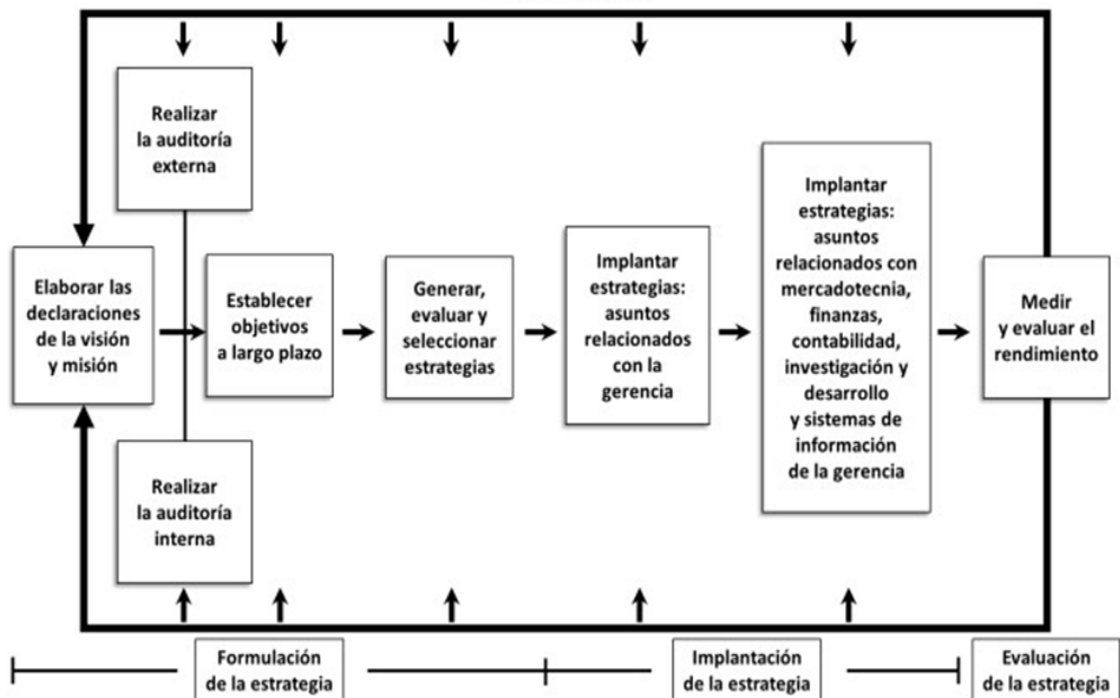 Realizar
la auditoría
externa
Elaborar las
declaraciones
de la visión
y misión
Realizar
la auditoría
interna
Establecer
objetivos
a largo plazo
Generar,
evaluar y
seleccionar
estrategias
Implantar
estrategias:
asuntos
relacionados
con la
gerencia
Implantar
estrategias:
asuntos
relacionados con
mercadotecnia,
finanzas,
contabilidad,
investigación y
desarrollo
y sistemas de
información
de la gerencia
Medir
y evaluar el
rendimiento
Formulación
de la estrategia
Implantación
de la estrategia
Evaluación
de la estrategia